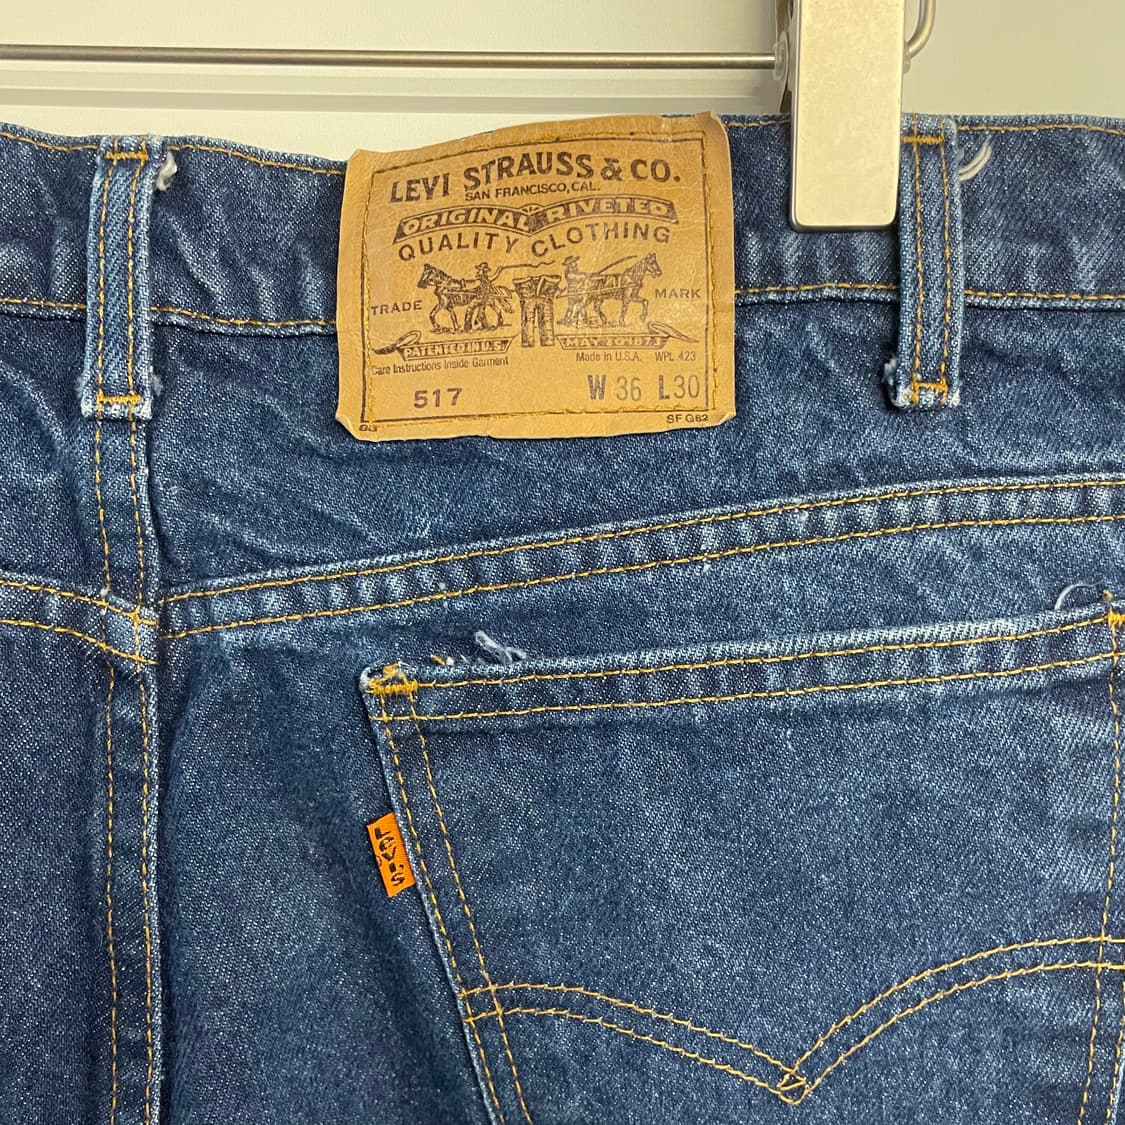 LEVI STRAUSS & CO.
SAN FRANCISCO, CAL.
ORIGINAL RIVETED
QUALITY CLOTHING
TRADE MARK
PATENTED IN U.S. MAY 20 1873
Care Instructions Inside Garment Made in U.S.A. WPL 423
517 W 36 L 30
SF G82
LEVI'S